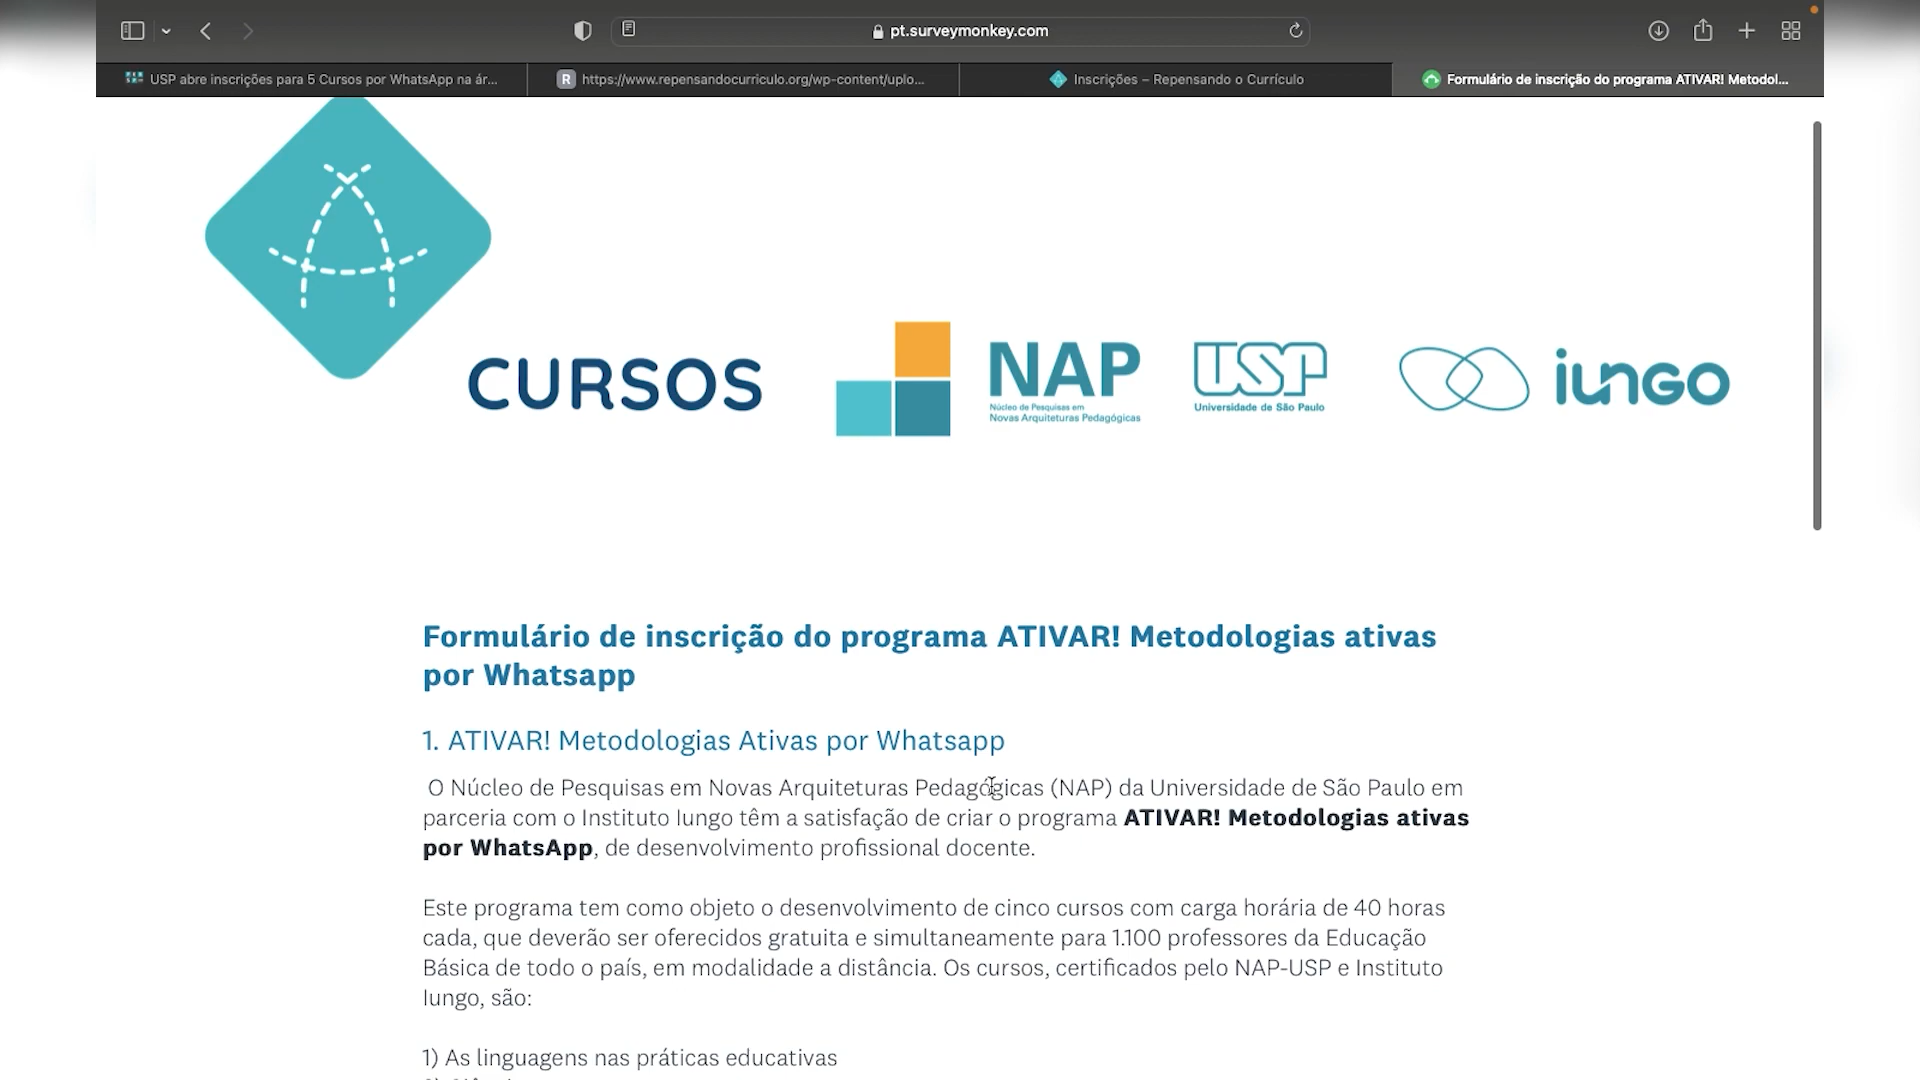 pt.surveymonkey.com
USP abre inscrições para 5 Cursos por WhatsApp na ár...
R https://www.repensandocurriculo.org/wp-content/uplo...
Inscrições – Repensando o Currículo
Formulário de inscrição do programa ATIVAR! Metodol...
CURSOS
NAP
Núcleo de Pesquisas em
Novas Arquiteturas Pedagógicas
USP
Universidade de São Paulo
iungo
Formulário de inscrição do programa ATIVAR! Metodologias ativas
por Whatsapp
1. ATIVAR! Metodologias Ativas por Whatsapp
O Núcleo de Pesquisas em Novas Arquiteturas Pedagógicas (NAP) da Universidade de São Paulo em
parceria com o Instituto Iungo têm a satisfação de criar o programa ATIVAR! Metodologias ativas
por WhatsApp, de desenvolvimento profissional docente.
Este programa tem como objeto o desenvolvimento de cinco cursos com carga horária de 40 horas
cada, que deverão ser oferecidos gratuita e simultaneamente para 1.100 professores da Educação
Básica de todo o país, em modalidade a distância. Os cursos, certificados pelo NAP-USP e Instituto
Iungo, são:
1) As linguagens nas práticas educativas